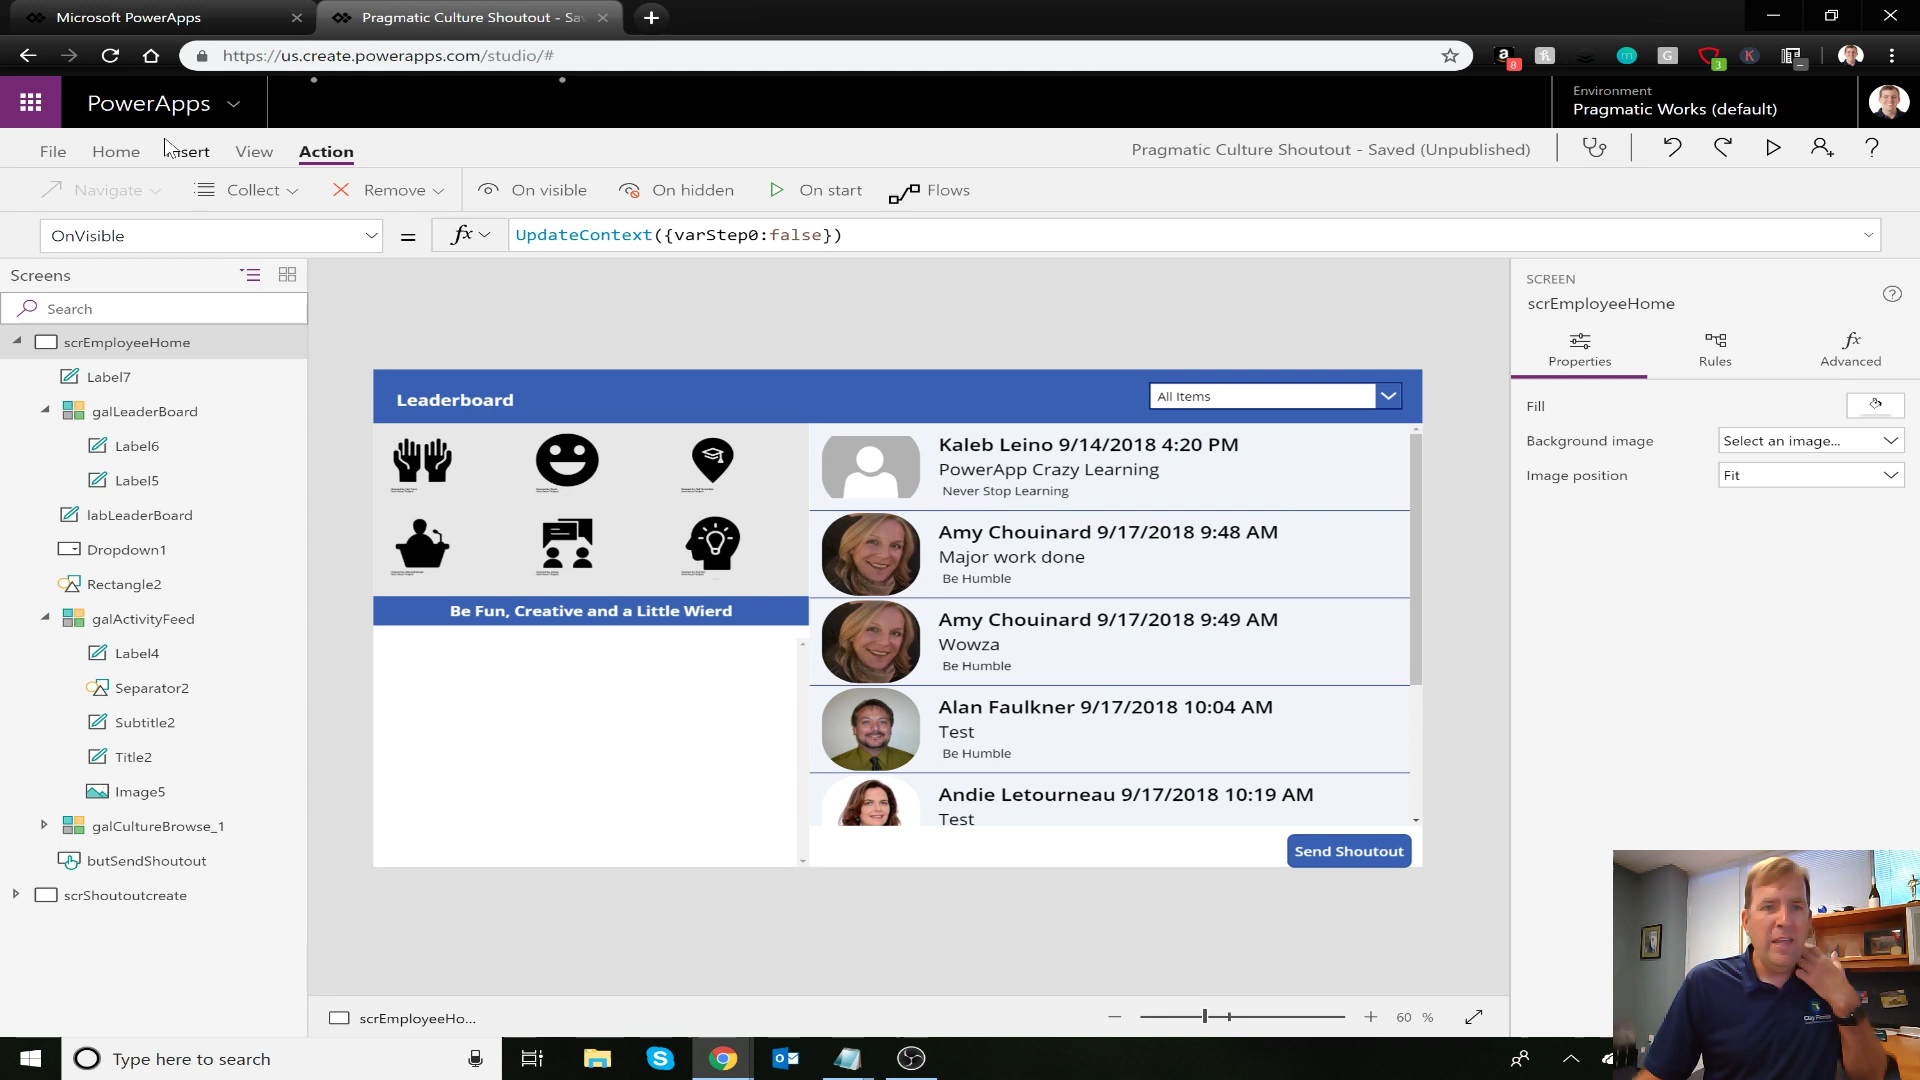 Microsoft PowerApps
Pragmatic Culture Shoutout - Sa
https://us.create.powerapps.com/studio/#
8
3
PowerApps
Environment
Pragmatic Works (default)
File Home Insert View Action
Pragmatic Culture Shoutout - Saved (Unpublished)
Navigate Collect Remove On visible On hidden On start Flows
OnVisible = fx UpdateContext({varStep0:false})
Screens
Search
scrEmployeeHome
Label7
galLeaderBoard
Label6
Label5
labLeaderBoard
Dropdown1
Rectangle2
galActivityFeed
Label4
Separator2
Subtitle2
Title2
Image5
galCultureBrowse_1
butSendShoutout
scrShoutoutcreate
Leaderboard
All Items
Be Fun, Creative and a Little Wierd
Kaleb Leino 9/14/2018 4:20 PM
PowerApp Crazy Learning
Never Stop Learning
Amy Chouinard 9/17/2018 9:48 AM
Major work done
Be Humble
Amy Chouinard 9/17/2018 9:49 AM
Wowza
Be Humble
Alan Faulkner 9/17/2018 10:04 AM
Test
Be Humble
Andie Letourneau 9/17/2018 10:19 AM
Test
Send Shoutout
SCREEN
scrEmployeeHome
Properties Rules Advanced
Fill
Background image Select an image...
Image position Fit
scrEmployeeHo...
60 %
Type here to search